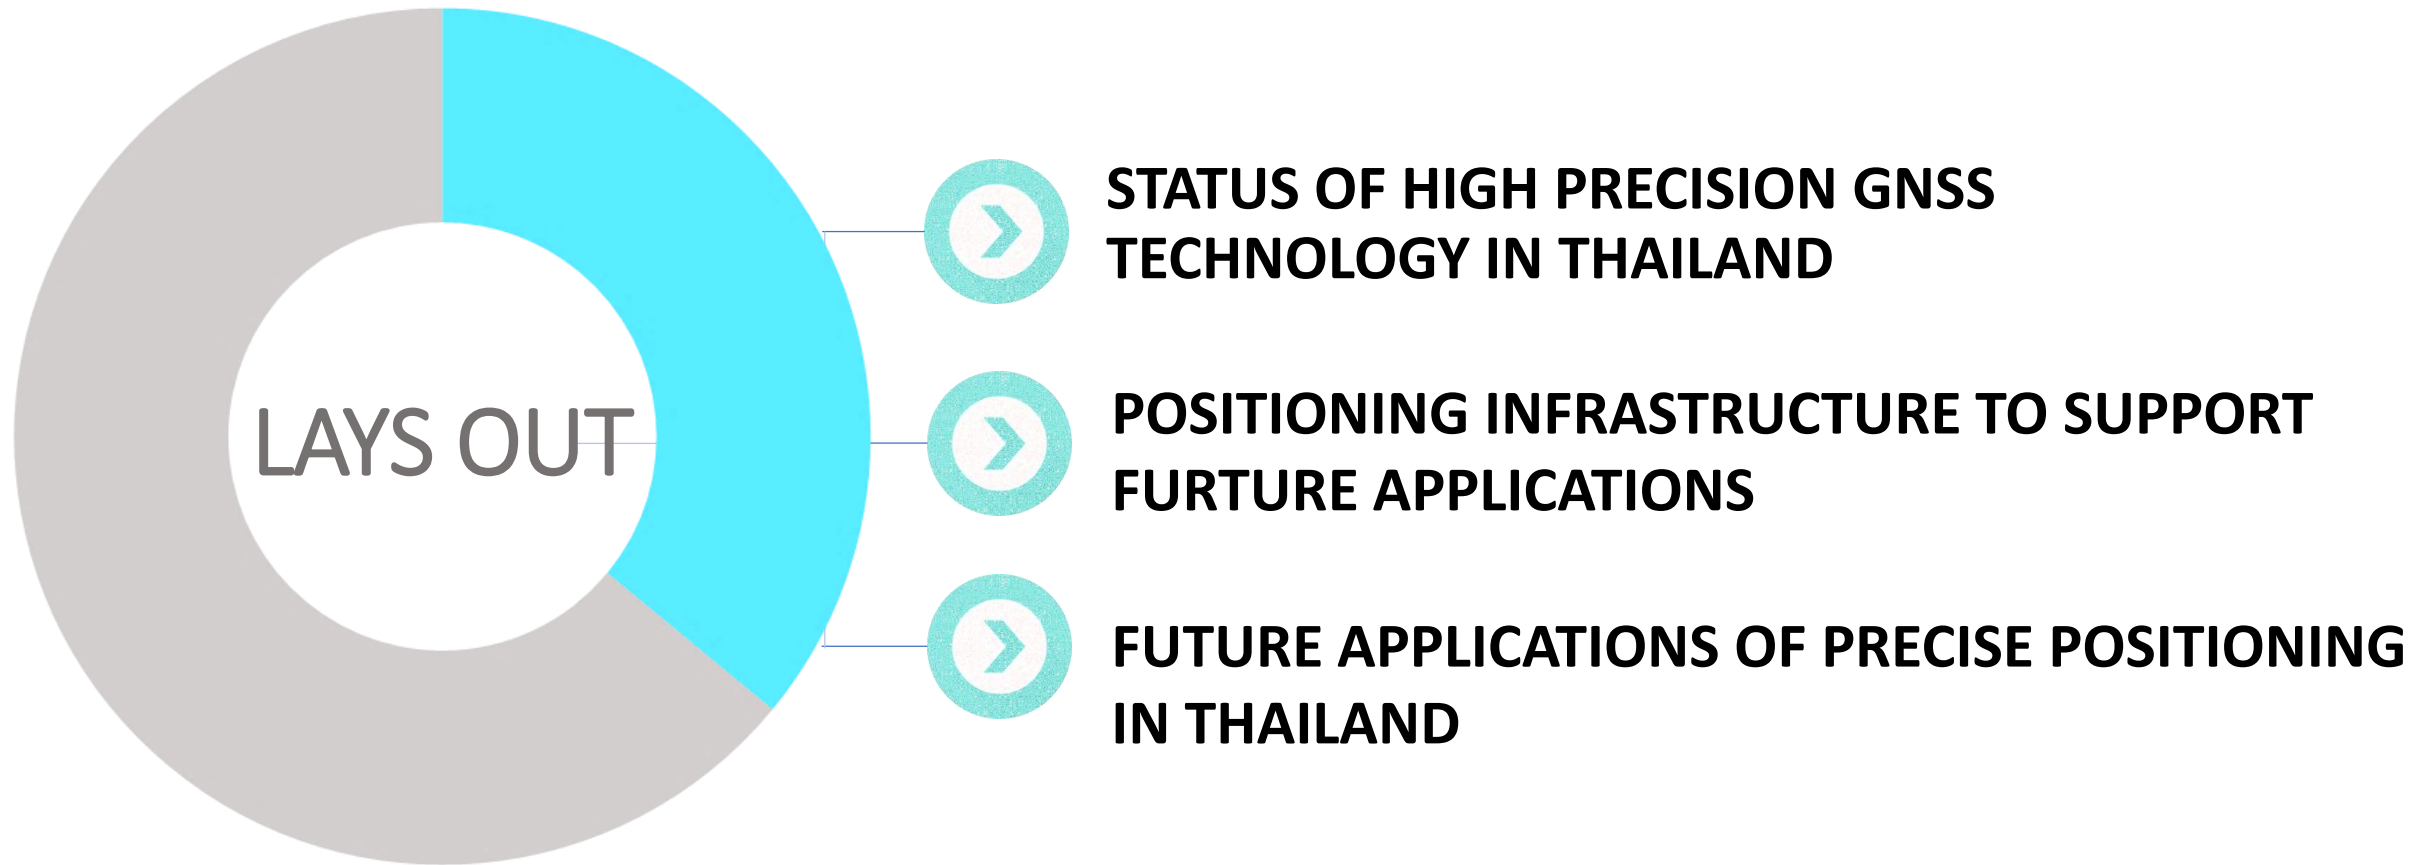 LAYS OUT
STATUS OF HIGH PRECISION GNSS
TECHNOLOGY IN THAILAND
POSITIONING INFRASTRUCTURE TO SUPPORT
FURTURE APPLICATIONS
FUTURE APPLICATIONS OF PRECISE POSITIONING
IN THAILAND